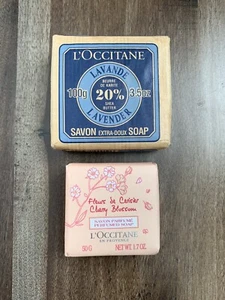 L'OCCITANE
LAVANDE
BEURRE
DE KARITÉ
100g 20% 3.5oz
SHEA
BUTTER
LAVENDER
SAVON EXTRA-DOUX SOAP
Fleurs de Cerisier
Cherry Blossom
SAVON PARFUMÉ
PERFUMED SOAP
L'OCCITANE
EN PROVENCE
50G NET WT 1.7 OZ.